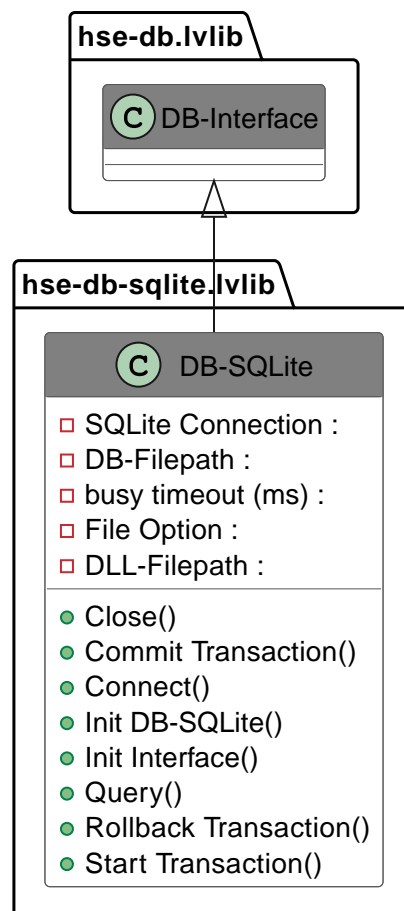 hse-db.lvlib
C DB-Interface
hse-db-sqlite.lvlib
C DB-SQLite
SQLite Connection :
DB-Filepath :
busy timeout (ms) :
File Option :
DLL-Filepath :
Close()
Commit Transaction()
Connect()
Init DB-SQLite()
Init Interface()
Query()
Rollback Transaction()
Start Transaction()